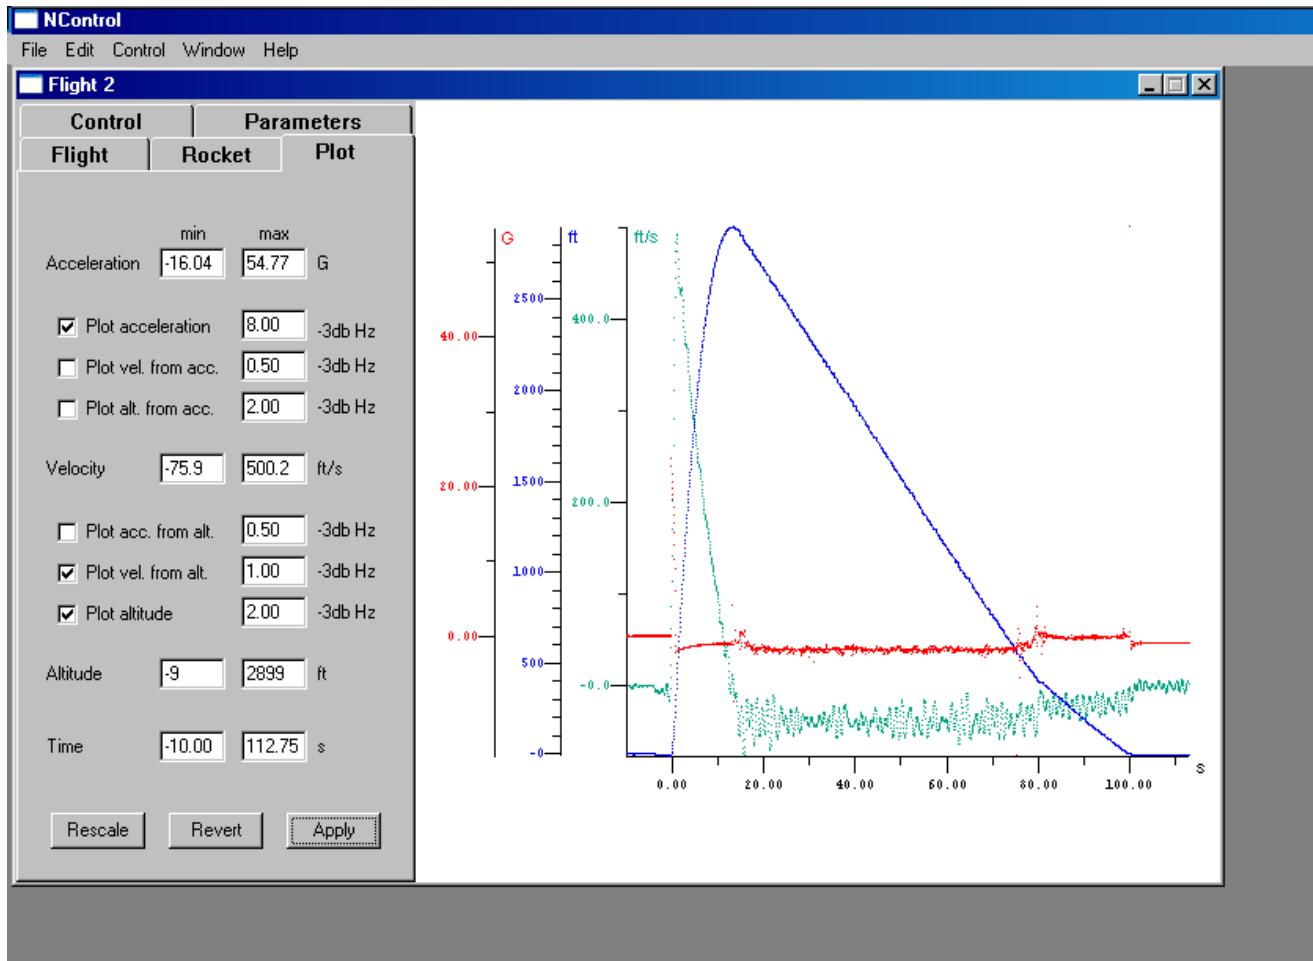 NControl
File Edit Control Window Help
Flight 2
Control Parameters
Flight Rocket Plot
min max
Acceleration -16.04 54.77 G
Plot acceleration 8.00 -3db Hz
Plot vel. from acc. 0.50 -3db Hz
Plot alt. from acc. 2.00 -3db Hz
Velocity -75.9 500.2 ft/s
Plot acc. from alt. 0.50 -3db Hz
Plot vel. from alt. 1.00 -3db Hz
Plot altitude 2.00 -3db Hz
Altitude -9 2899 ft
Time -10.00 112.75 s
Rescale Revert Apply
G ft ft/s
2500
400.0
40.00
2000
20.00 1500 200.0
1000
0.00
500 -0.0
-0
s
0.00 20.00 40.00 60.00 80.00 100.00